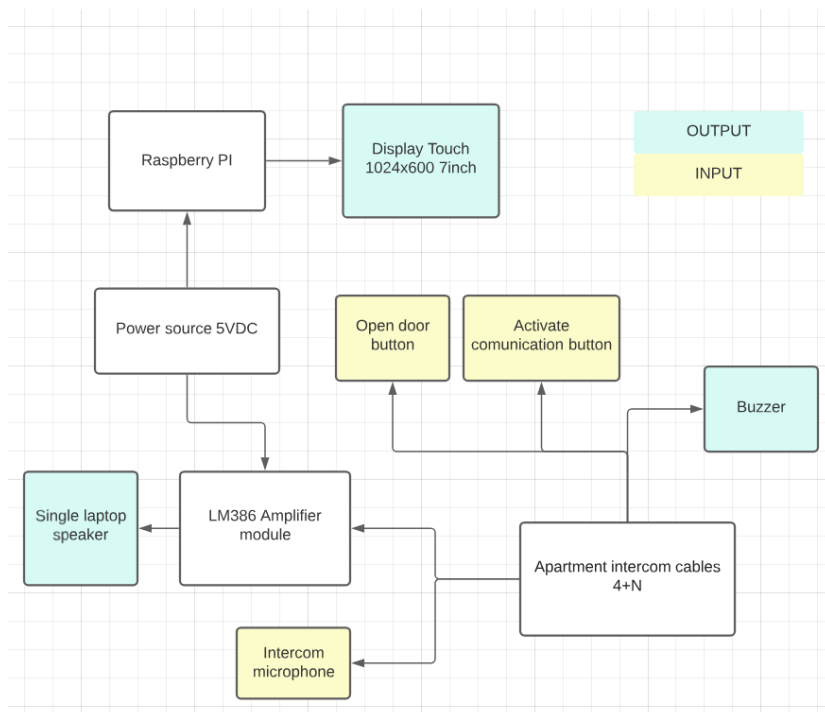 Raspberry PI
Display Touch
1024x600 7inch
OUTPUT
INPUT
Power source 5VDC
Open door
button
Activate
comunication button
Buzzer
Single laptop
speaker
LM386 Amplifier
module
Apartment intercom cables
4+N
Intercom
microphone